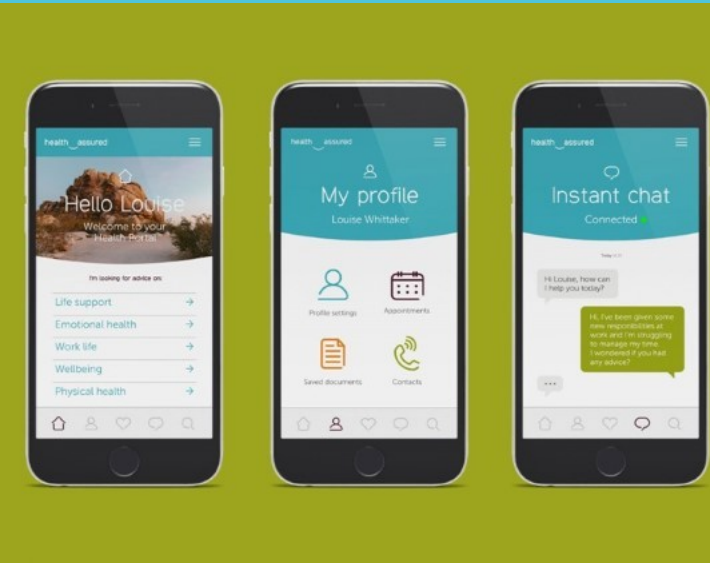 health assured
Hello Louise
Welcome to your
Health Portal
I'm looking for advice on:
Life support
Emotional health
Work life
Wellbeing
Physical health
health assured
My profile
Louise Whittaker
Profile settings
Appointments
Saved documents
Contacts
health assured
Instant chat
Connected
Today
Hi Louise, how can
I help you today?
Hi, I've been given some
new responsibilities at
work and I'm struggling
to manage my time.
I wondered if you had
any advice?